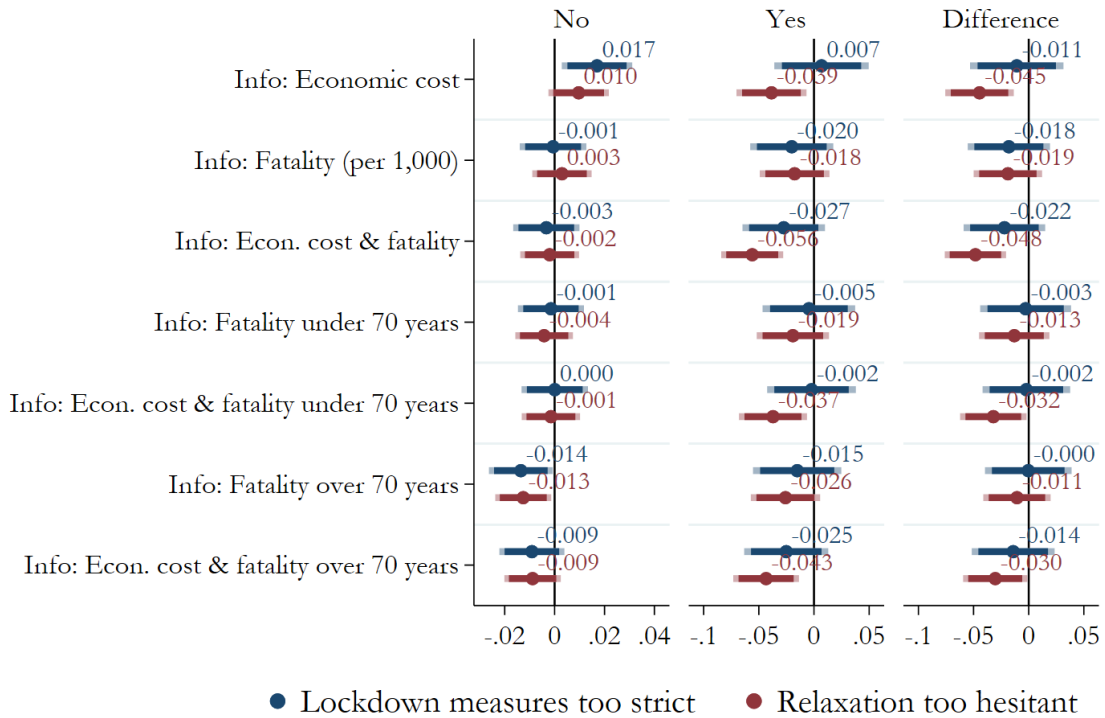 No Yes Difference
0.017 0.007 -0.011
Info: Economic cost 0.010 -0.039 -0.045
-0.001 -0.020 -0.018
Info: Fatality (per 1,000) 0.003 -0.018 -0.019
-0.003 -0.027 -0.022
Info: Econ. cost & fatality -0.002 -0.056 -0.048
-0.001 -0.005 -0.003
Info: Fatality under 70 years -0.004 -0.019 -0.013
0.000 -0.002 -0.002
Info: Econ. cost & fatality under 70 years -0.001 -0.037 -0.032
-0.014 -0.015 -0.000
Info: Fatality over 70 years -0.013 -0.026 -0.011
-0.009 -0.025 -0.014
Info: Econ. cost & fatality over 70 years -0.009 -0.043 -0.030
-.02 0 .02 .04 -.1 -.05 0 .05 -.1 -.05 0 .05
Lockdown measures too strict Relaxation too hesitant